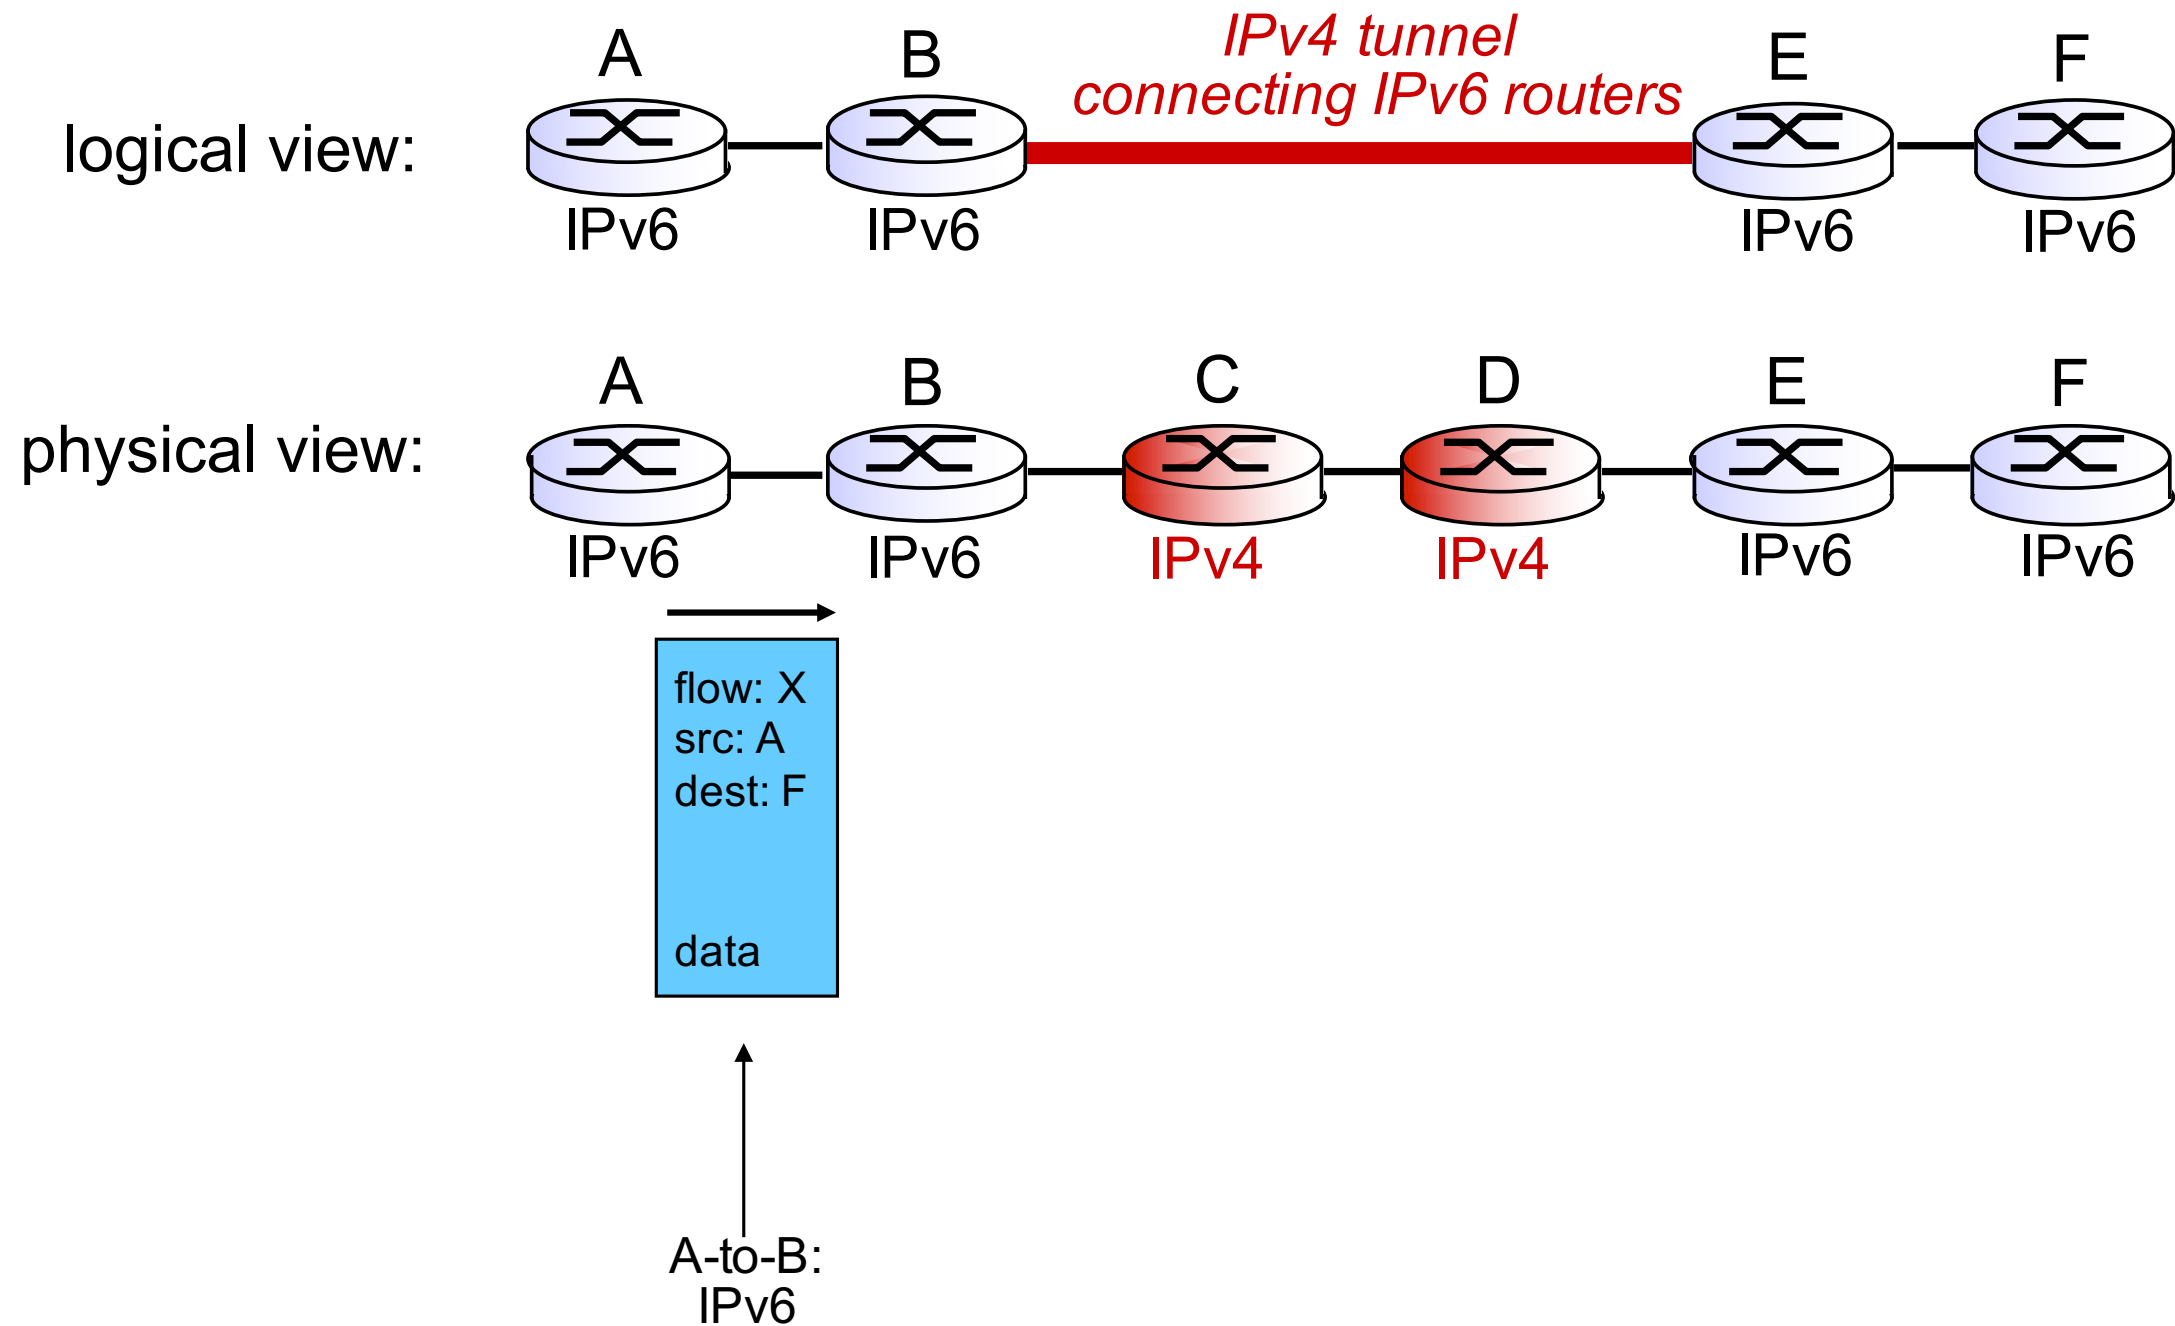 IPv4 tunnel
connecting IPv6 routers
A
B
E
F
logical view:
IPv6
IPv6
IPv6
IPv6
A
B
C
D
E
F
physical view:
IPv6
IPv6
IPv4
IPv4
IPv6
IPv6
flow: X
src: A
dest: F
data
A-to-B:
IPv6